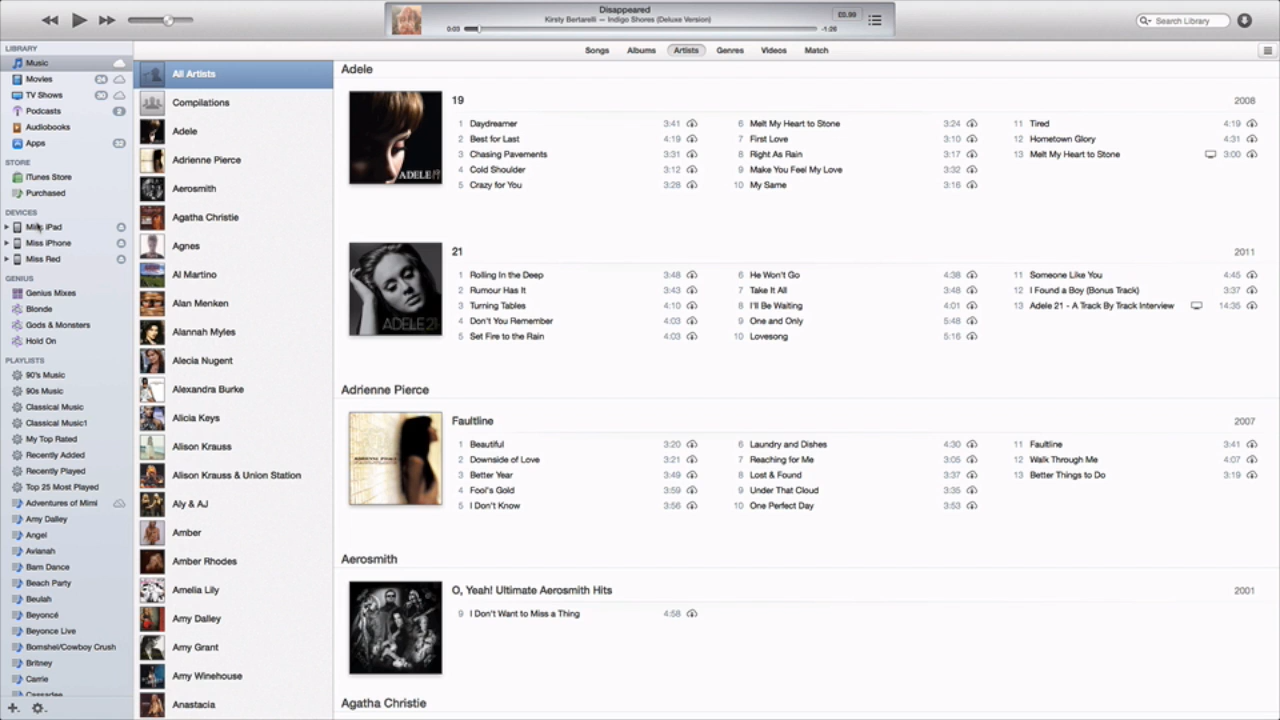 Disappeared
Kirsty Bertarelli — Indigo Shores (Deluxe Version)
£5.99
0:03
-1:26
Search Library
Songs
Albums
Artists
Genres
Videos
Match
LIBRARY
Music
Movies 24
TV Shows 30
Podcasts 2
Audiobooks
Apps 32
STORE
iTunes Store
Purchased
DEVICES
Miss iPad
Miss iPhone
Miss Red
GENIUS
Genius Mixes
Blonde
Gods & Monsters
Hold On
PLAYLISTS
90's Music
90s Music
Classical Music
Classical Music1
My Top Rated
Recently Added
Recently Played
Top 25 Most Played
Adventures of Mimi
Amy Dalley
Angel
Avianah
Barn Dance
Beach Party
Beulah
Beyoncé
Beyonce Live
Bomshel/Cowboy Crush
Britney
Carrie
Cassadee
All Artists
Compilations
Adele
Adrienne Pierce
Aerosmith
Agatha Christie
Agnes
Al Martino
Alan Menken
Alannah Myles
Alecia Nugent
Alexandra Burke
Alicia Keys
Alison Krauss
Alison Krauss & Union Station
Aly & AJ
Amber
Amber Rhodes
Amelia Lily
Amy Dalley
Amy Grant
Amy Winehouse
Anastacia
Adele
ADELE 19
19
2008
1 Daydreamer 3:41
2 Best for Last 4:19
3 Chasing Pavements 3:31
4 Cold Shoulder 3:12
5 Crazy for You 3:28
6 Melt My Heart to Stone 3:24
7 First Love 3:10
8 Right As Rain 3:17
9 Make You Feel My Love 3:32
10 My Same 3:16
11 Tired 4:19
12 Hometown Glory 4:31
13 Melt My Heart to Stone 3:00
ADELE 21
21
2011
1 Rolling In the Deep 3:48
2 Rumour Has It 3:43
3 Turning Tables 4:10
4 Don't You Remember 4:03
5 Set Fire to the Rain 4:03
6 He Won't Go 4:38
7 Take It All 3:48
8 I'll Be Waiting 4:01
9 One and Only 5:48
10 Lovesong 5:16
11 Someone Like You 4:45
12 I Found a Boy (Bonus Track) 3:37
13 Adele 21 - A Track By Track Interview 14:35
Adrienne Pierce
Faultline
2007
1 Beautiful 3:20
2 Downside of Love 3:21
3 Better Year 3:49
4 Fool's Gold 3:59
5 I Don't Know 3:56
6 Laundry and Dishes 4:30
7 Reaching for Me 3:05
8 Lost & Found 3:37
9 Under That Cloud 3:35
10 One Perfect Day 3:53
11 Faultline 3:41
12 Walk Through Me 4:07
13 Better Things to Do 3:19
Aerosmith
O, Yeah! Ultimate Aerosmith Hits
2001
9 I Don't Want to Miss a Thing 4:58
Agatha Christie